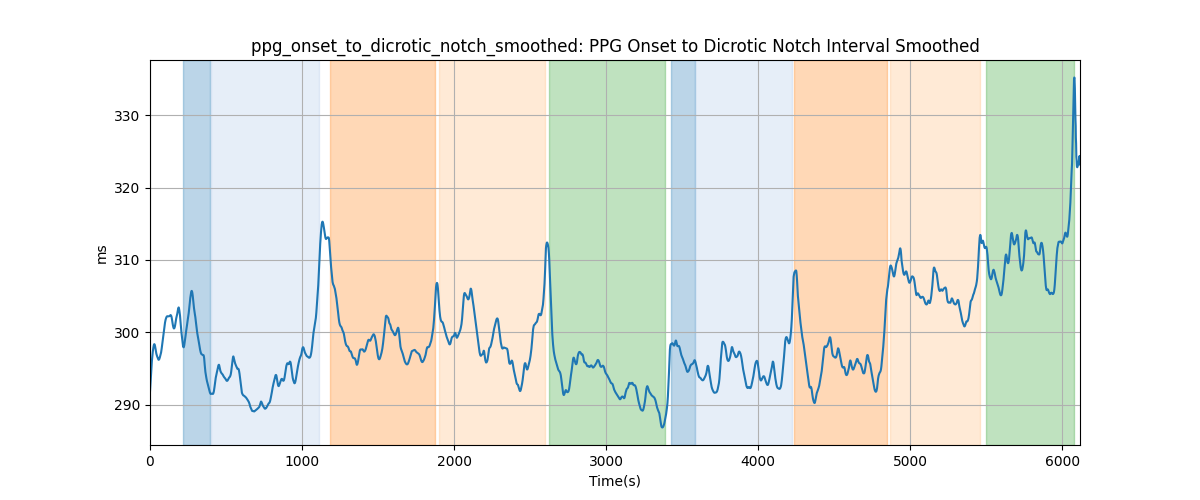 ppg_onset_to_dicrotic_notch_smoothed: PPG Onset to Dicrotic Notch Interval Smoothed
330
320
310
300
290
ms
0 1000 2000 3000 4000 5000 6000
Time(s)